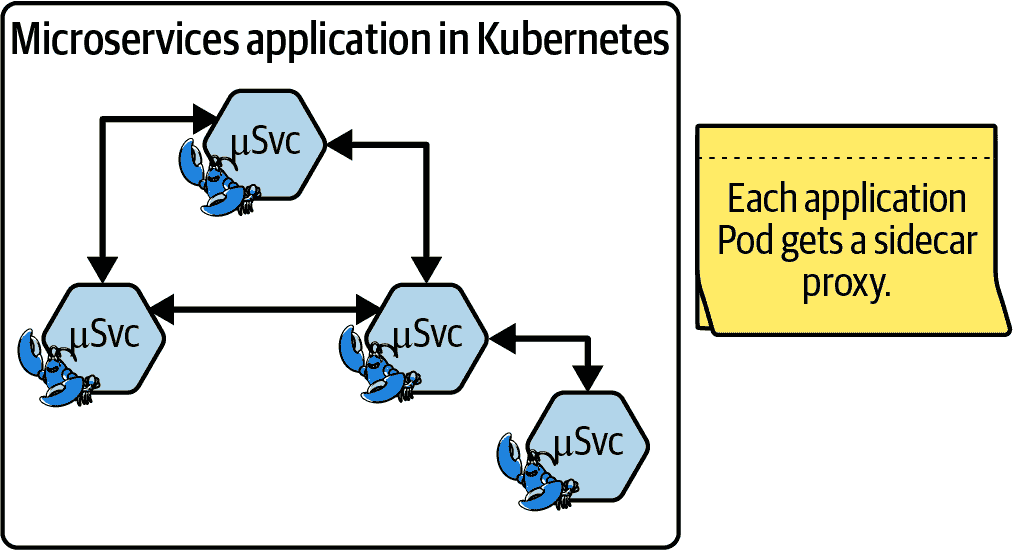 Microservices application in Kubernetes
μSvc
μSvc
μSvc
μSvc
Each application
Pod gets a sidecar
proxy.